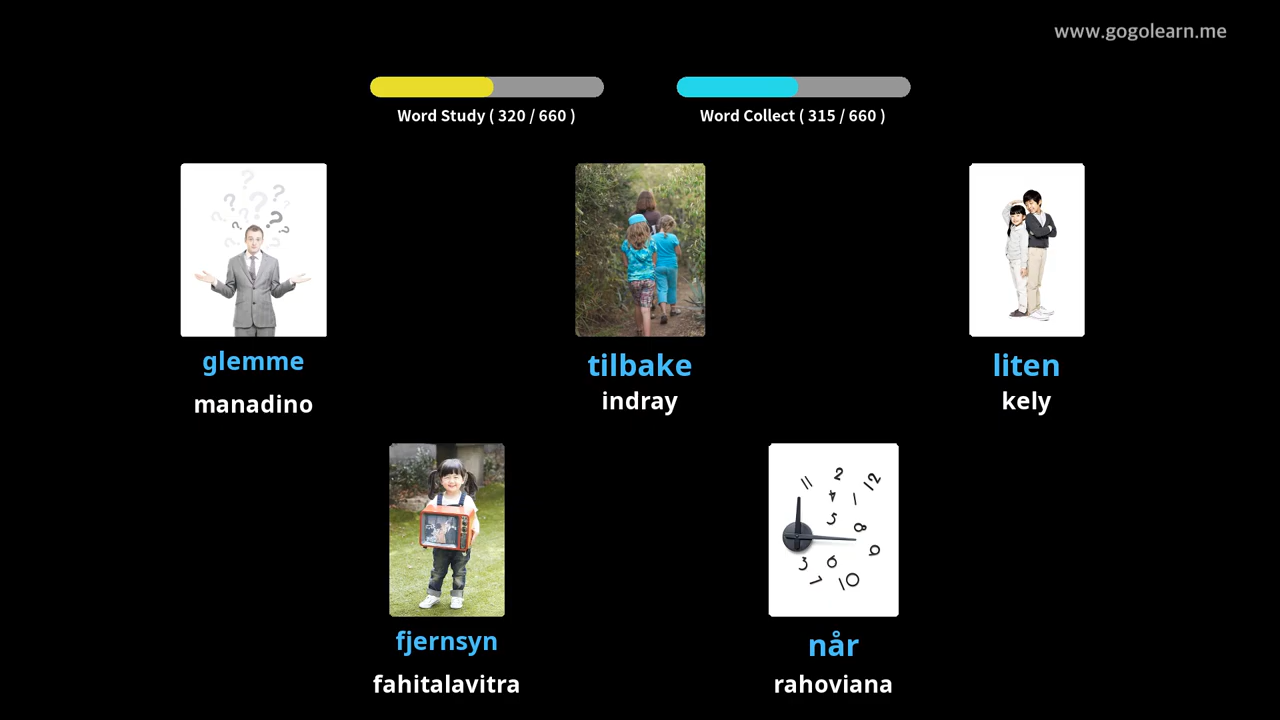 www.gogolearn.me
Word Study ( 320 / 660 )
Word Collect ( 315 / 660 )
glemme
manadino
tilbake
indray
liten
kely
fjernsyn
fahitalavitra
når
rahoviana